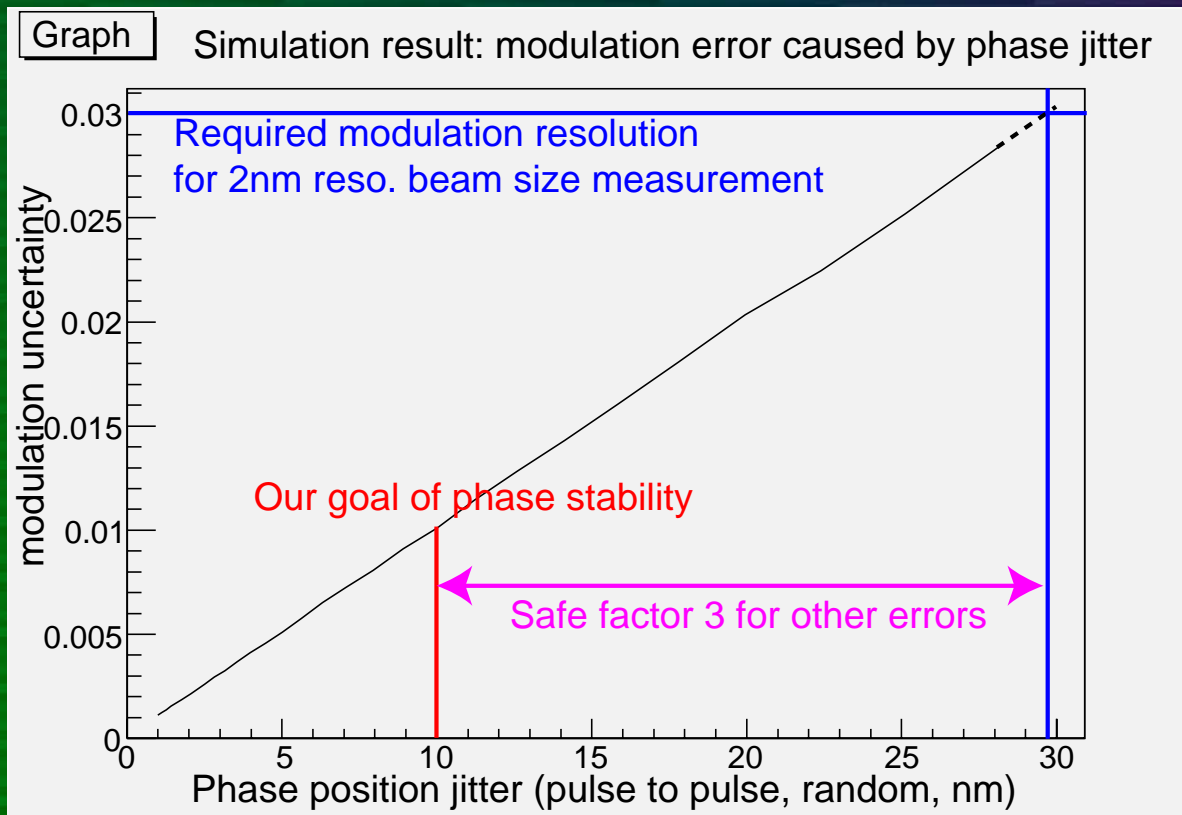 Graph
Simulation result: modulation error caused by phase jitter
modulation uncertainty
0.03
0.025
0.02
0.015
0.01
0.005
0
Required modulation resolution
for 2nm reso. beam size measurement
Our goal of phase stability
Safe factor 3 for other errors
0 5 10 15 20 25 30
Phase position jitter (pulse to pulse, random, nm)